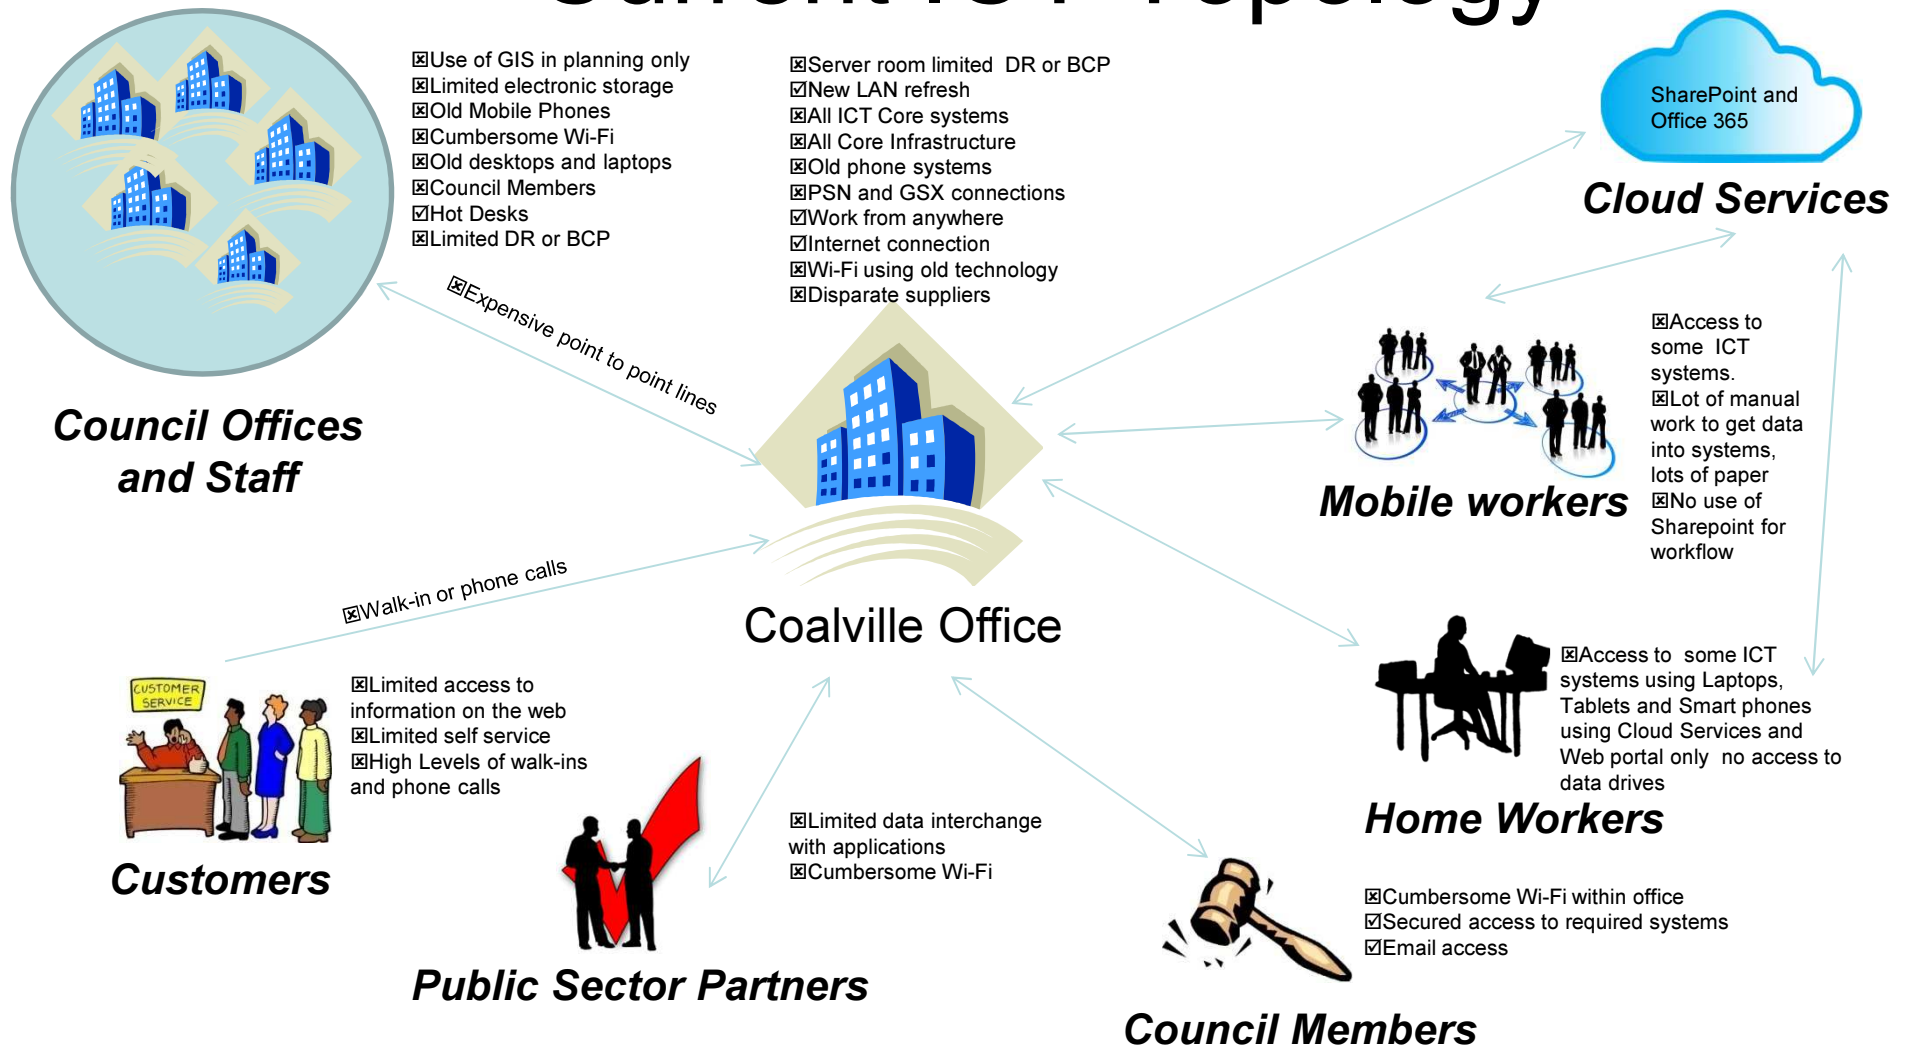 Current ICT Topology
☒Use of GIS in planning only
☒Limited electronic storage
☒Old Mobile Phones
☒Cumbersome Wi-Fi
☒Old desktops and laptops
☒Council Members
☑Hot Desks
☒Limited DR or BCP
☒Server room limited DR or BCP
☑New LAN refresh
☒All ICT Core systems
☒All Core Infrastructure
☒Old phone systems
☒PSN and GSX connections
☑Work from anywhere
☑Internet connection
☒Wi-Fi using old technology
☒Disparate suppliers
SharePoint and
Office 365
Cloud Services
☒Expensive point to point lines
Council Offices
and Staff
☒Access to
some ICT
systems.
☒Lot of manual
work to get data
into systems,
lots of paper
☒No use of
Sharepoint for
workflow
Mobile workers
☒Walk-in or phone calls
Coalville Office
CUSTOMER
SERVICE
☒Limited access to
information on the web
☒Limited self service
☒High Levels of walk-ins
and phone calls
Customers
☒Access to some ICT
systems using Laptops,
Tablets and Smart phones
using Cloud Services and
Web portal only no access to
data drives
Home Workers
☒Limited data interchange
with applications
☒Cumbersome Wi-Fi
Public Sector Partners
☒Cumbersome Wi-Fi within office
☑Secured access to required systems
☑Email access
Council Members